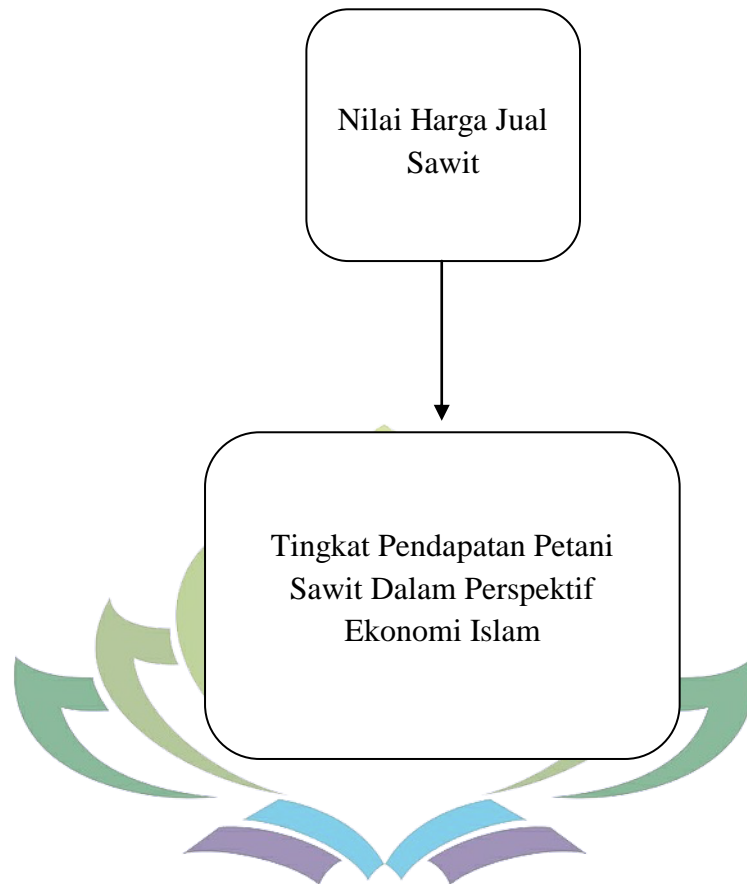 Nilai Harga Jual
Sawit
Tingkat Pendapatan Petani
Sawit Dalam Perspektif
Ekonomi Islam